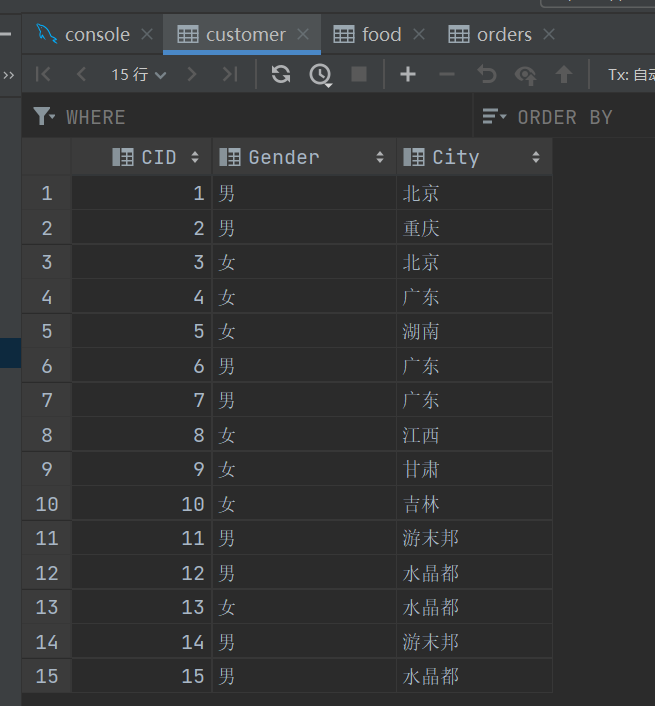 console customer food orders
15 行 Tx: 自动
WHERE ORDER BY
CID Gender City
1 1 男 北京
2 2 男 重庆
3 3 女 北京
4 4 女 广东
5 5 女 湖南
6 6 男 广东
7 7 男 广东
8 8 女 江西
9 9 女 甘肃
10 10 女 吉林
11 11 男 游末邦
12 12 男 水晶都
13 13 女 水晶都
14 14 男 游末邦
15 15 男 水晶都